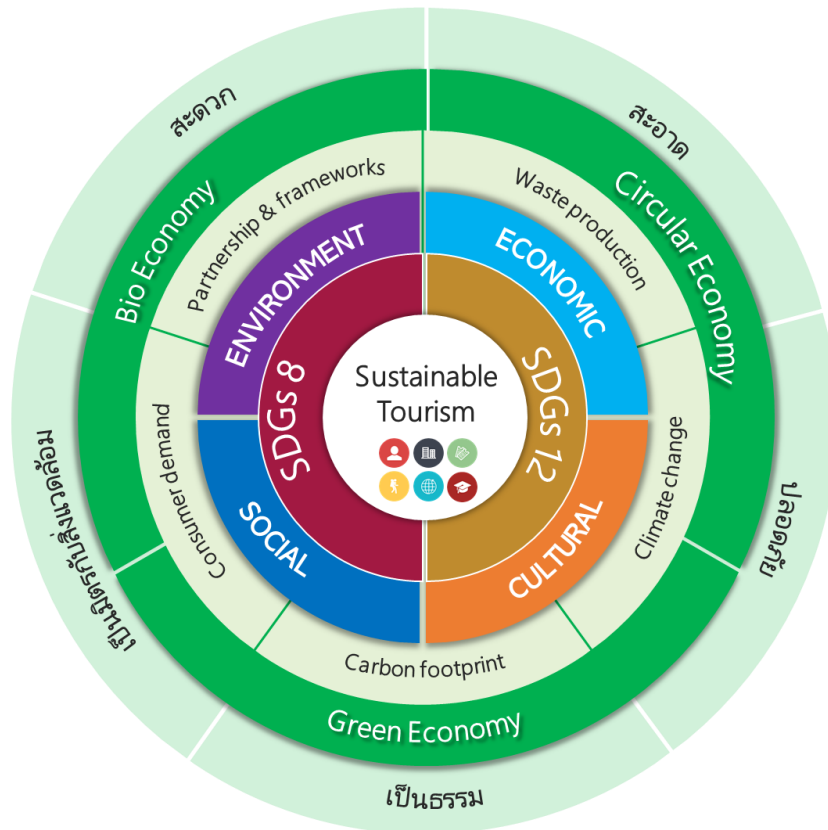 สะดวก
สะอาด
ปลอดภัย
เป็นธรรม
เป็นมิตรกับสิ่งแวดล้อม
Bio Economy
Circular Economy
Green Economy
Partnership & frameworks
Waste production
Climate change
Carbon footprint
Consumer demand
ENVIRONMENT
ECONOMIC
CULTURAL
SOCIAL
SDGs 8
SDGs 12
Sustainable
Tourism